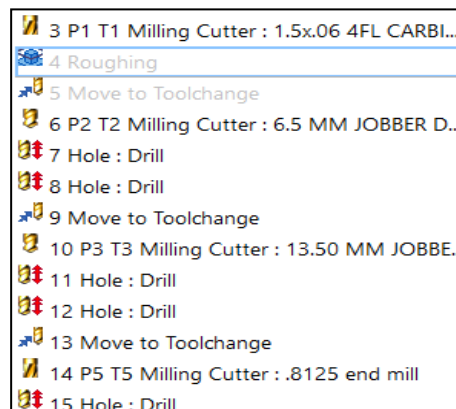 3 P1 T1 Milling Cutter : 1.5x.06 4FL CARBI...
4 Roughing
5 Move to Toolchange
6 P2 T2 Milling Cutter : 6.5 MM JOBBER D...
7 Hole : Drill
8 Hole : Drill
9 Move to Toolchange
10 P3 T3 Milling Cutter : 13.50 MM JOBBE...
11 Hole : Drill
12 Hole : Drill
13 Move to Toolchange
14 P5 T5 Milling Cutter : .8125 end mill
15 Hole : Drill